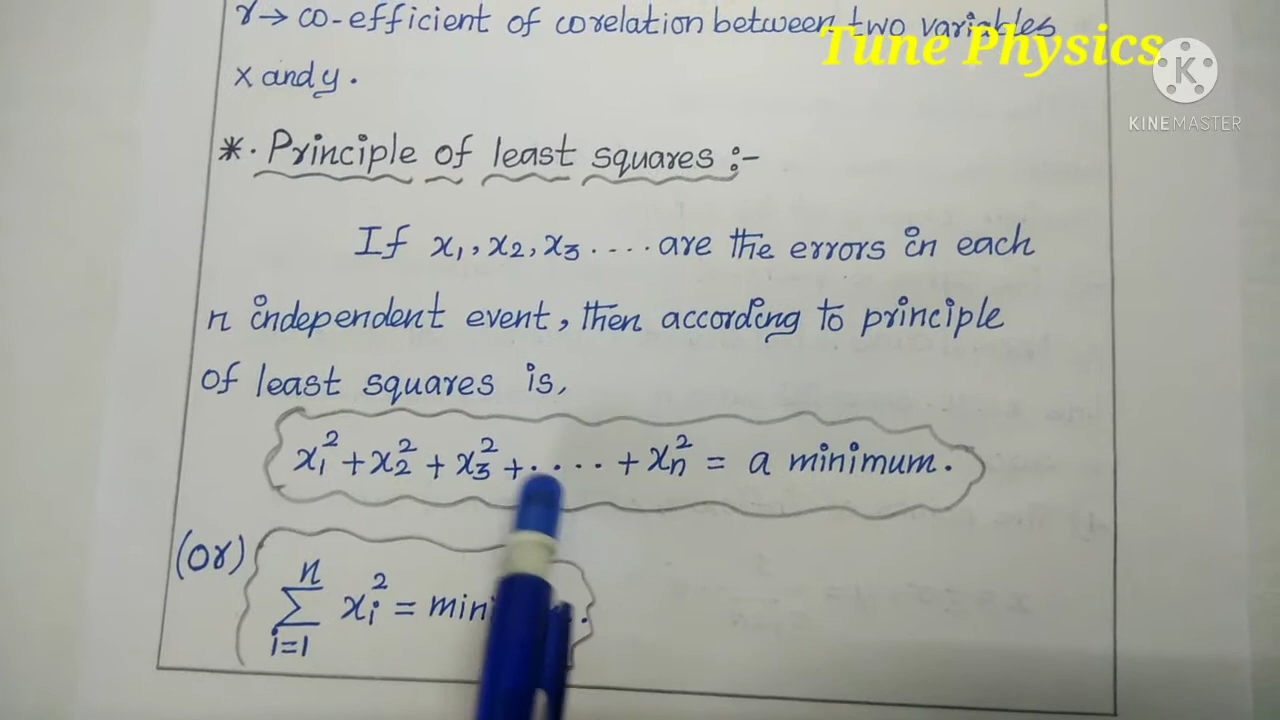 r→ co-efficient of corelation between two variables
Tune Physics
x and y.
KINEMASTER
*. Principle of least squares :-
If x₁, x₂, x₃ .... are the errors in each
n independent event, then according to principle
of least squares is,
x₁² + x₂² + x₃² + .... + xₙ² = a minimum.
(or)
n
∑ xᵢ² = min
i=1